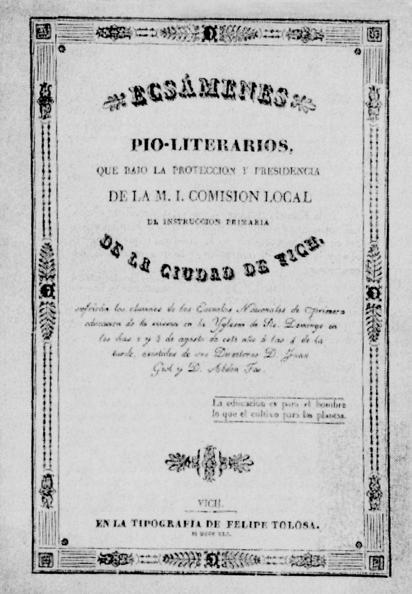 ECSÁMENES
PIO-LITERARIOS,
QUE BAJO LA PROTECCION Y PRESIDENCIA
DE LA M. I. COMISION LOCAL
DE INSTRUCCION PRIMARIA
DE LA CIUDAD DE VICH,
sufrirán los alumnos de las Escuelas Nacionales de primera
educacion de la misma en la Yglesia de Sto. Domingo en
los dias 2 y 3 de agosto de este año á las 4 de la
tarde, asistidos de sus Directores D. Juan
y D. Abdon
La educacion es para el hombre
lo que el cultivo para las plantas.
VICH.
EN LA TIPOGRAFIA DE FELIPE TOLOSA.